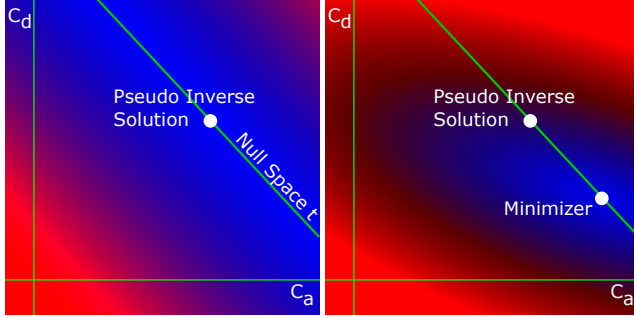 Cd
Pseudo Inverse
Solution
Null Space t
Ca
Cd
Pseudo Inverse
Solution
Minimizer
Ca